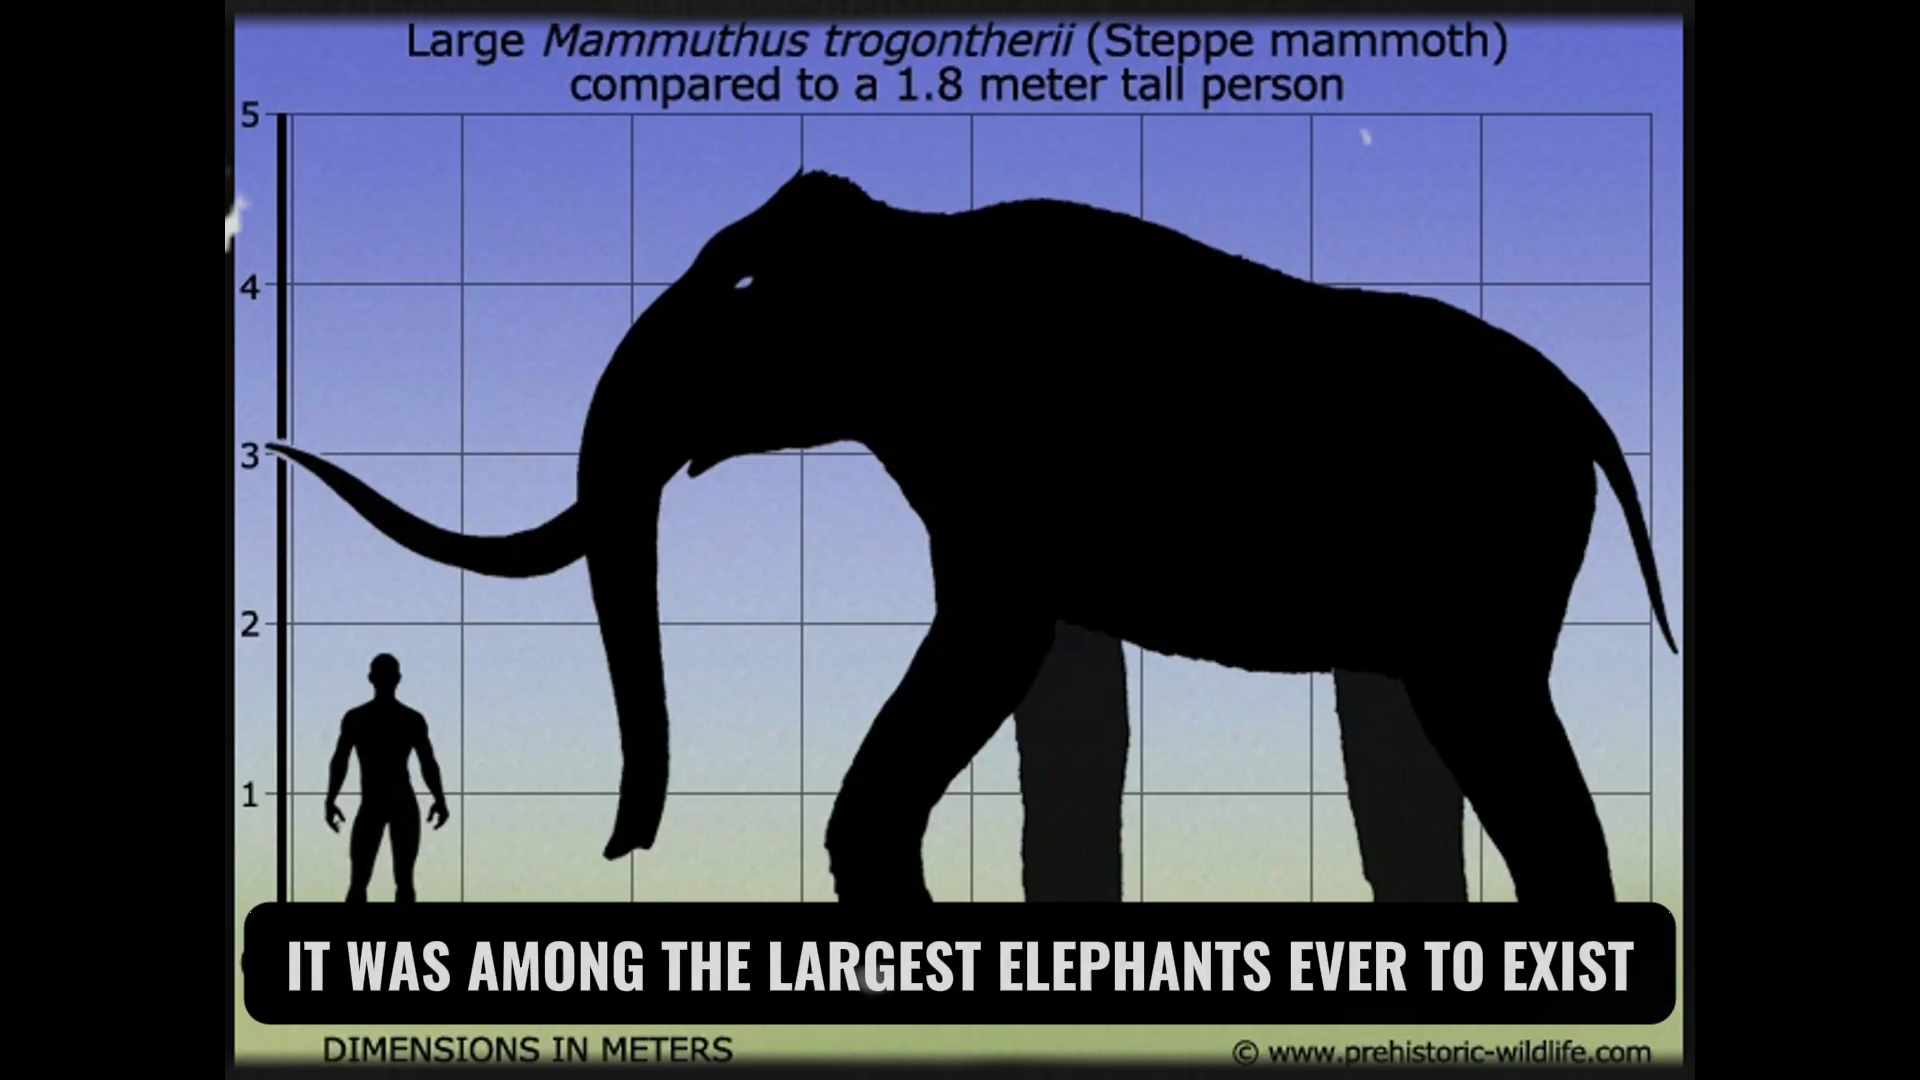 Large Mammuthus trogontherii (Steppe mammoth)
compared to a 1.8 meter tall person
5
4
3
2
1
IT WAS AMONG THE LARGEST ELEPHANTS EVER TO EXIST
DIMENSIONS IN METERS
© www.prehistoric-wildlife.com